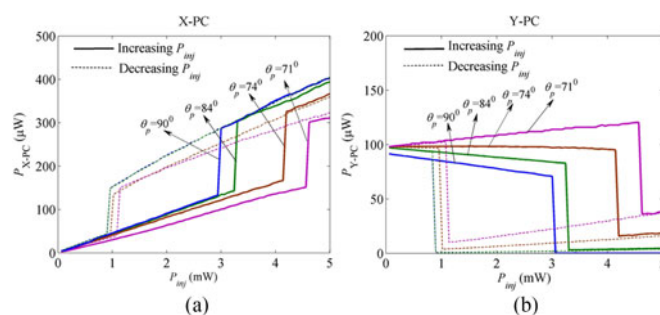 X-PC
Y-PC
500
400
300
200
100
0
P_X-PC (μW)
Increasing P_inj
Decreasing P_inj
θ_p=90⁰
θ_p=84⁰
θ_p=74⁰
θ_p=71⁰
0 1 2 3 4 5
P_inj (mW)
(a)
200
150
100
50
0
P_Y-PC (μW)
Increasing P_inj
Decreasing P_inj
θ_p=90⁰
θ_p=84⁰
θ_p=74⁰
θ_p=71⁰
0 2 4
P_inj (mW)
(b)